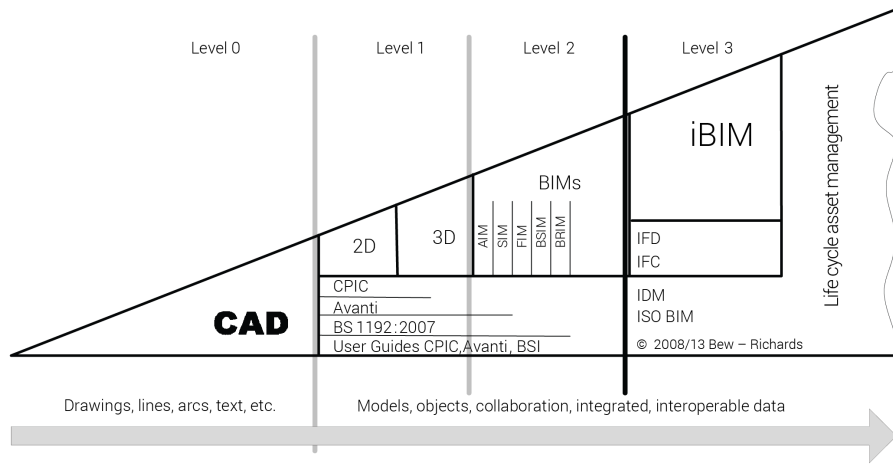 Level 0
Level 1
Level 2
Level 3
iBIM
Life cycle asset management
BIMs
2D
3D
AIM
SIM
FIM
BSIM
BRIM
IFD
IFC
CPIC
Avanti
BS 1192:2007
User Guides CPIC,Avanti, BSI
CAD
IDM
ISO BIM
© 2008/13 Bew – Richards
Drawings, lines, arcs, text, etc.
Models, objects, collaboration, integrated, interoperable data